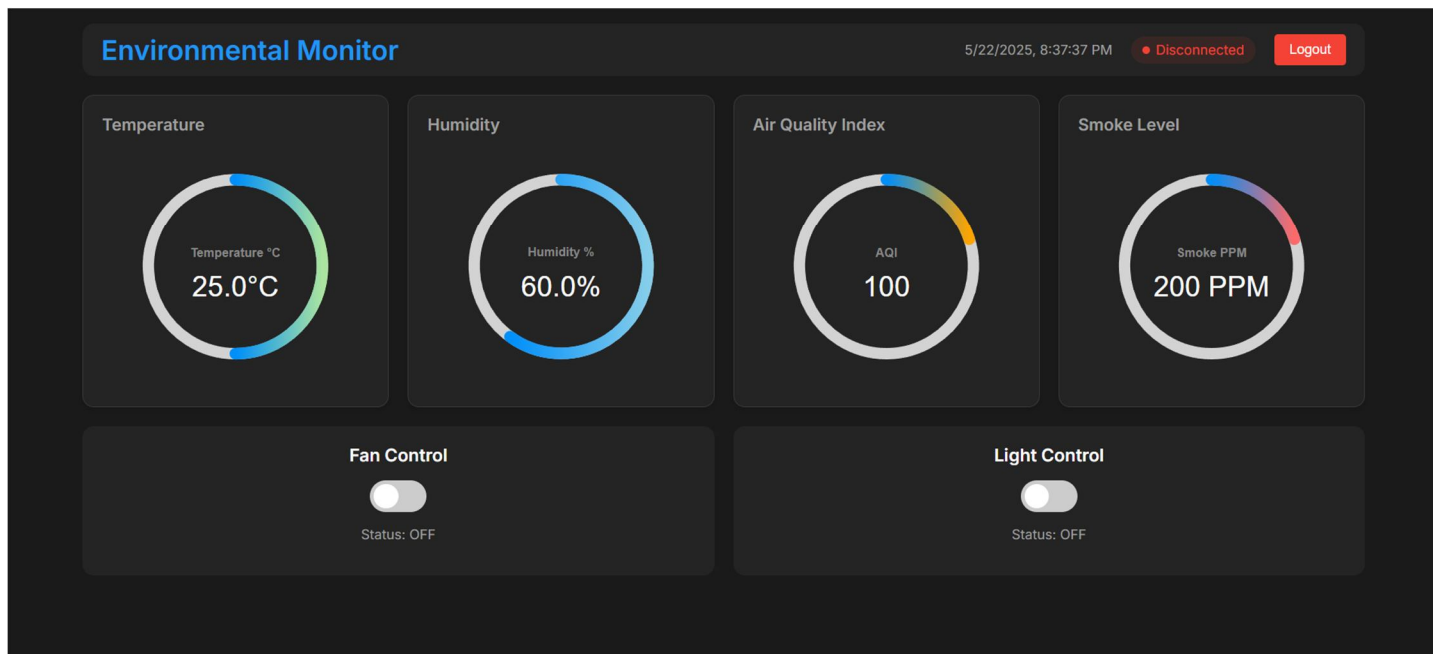 Environmental Monitor
5/22/2025, 8:37:37 PM
Disconnected
Logout
Temperature
Temperature °C
25.0°C
Humidity
Humidity %
60.0%
Air Quality Index
AQI
100
Smoke Level
Smoke PPM
200 PPM
Fan Control
Status: OFF
Light Control
Status: OFF